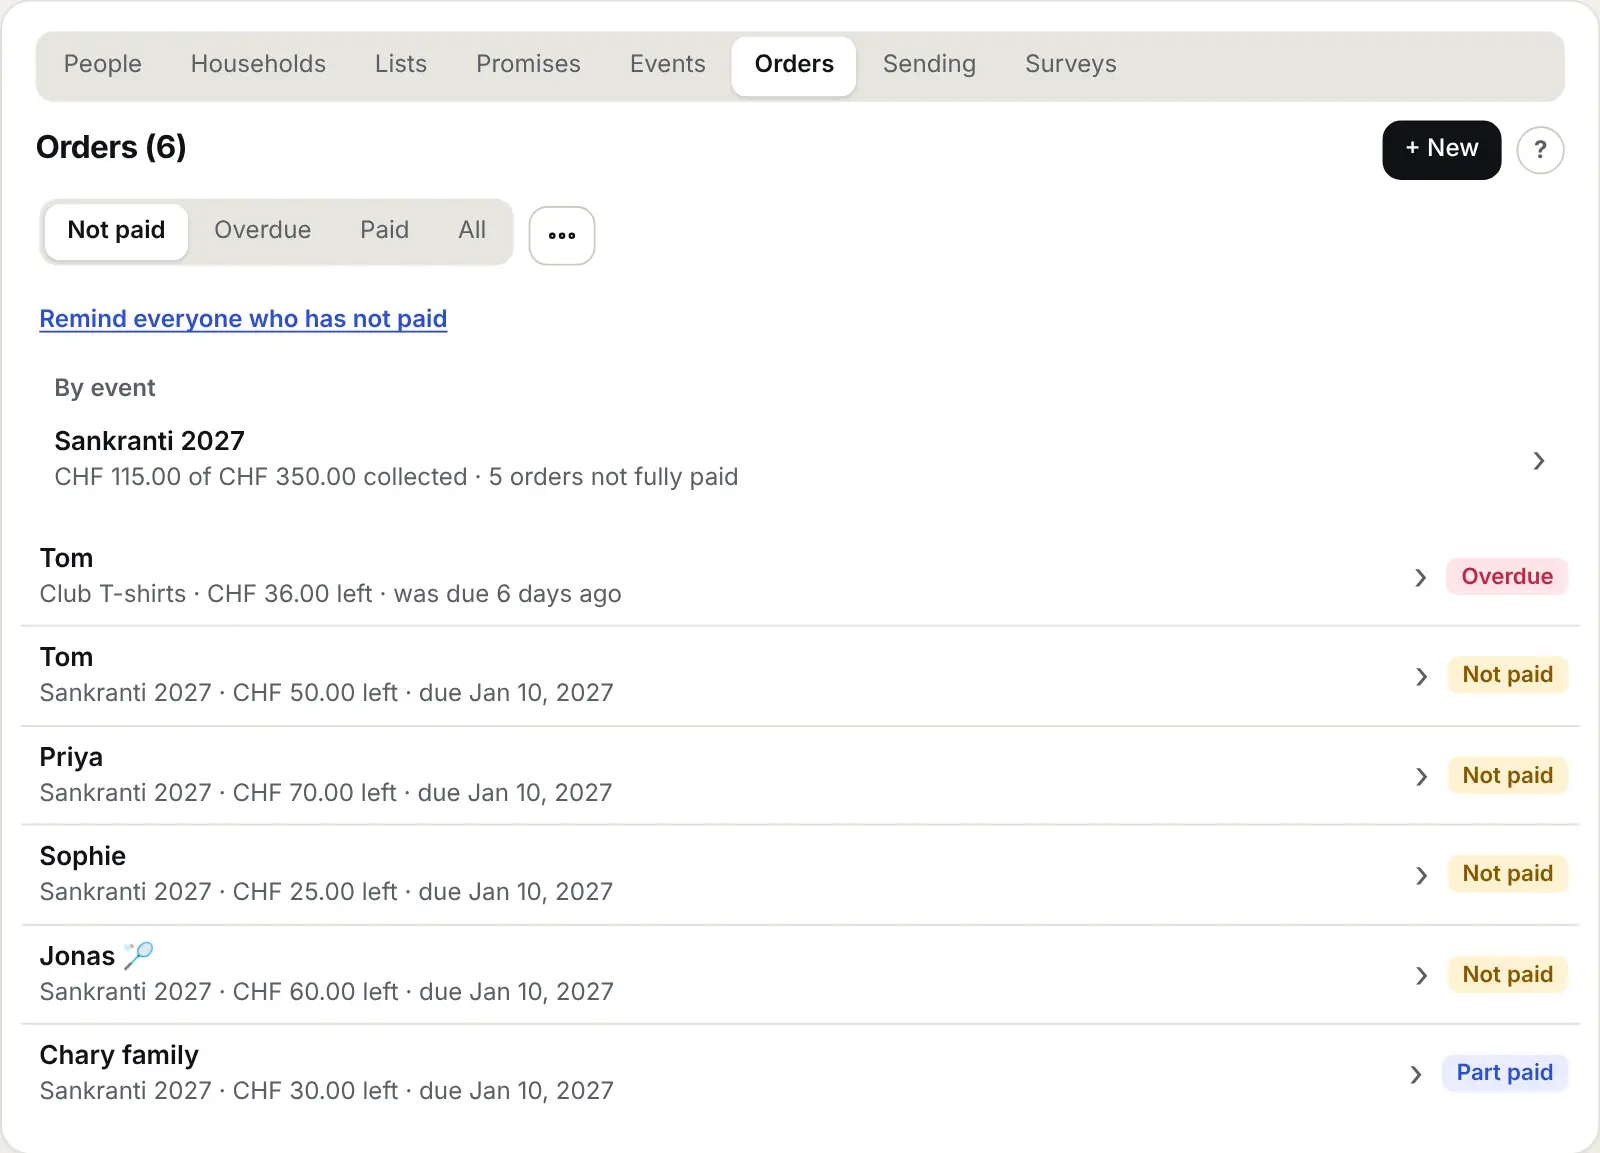 People Households Lists Promises Events Orders Sending Surveys
Orders (6)
+ New
?
Not paid Overdue Paid All
Remind everyone who has not paid
By event
Sankranti 2027
CHF 115.00 of CHF 350.00 collected · 5 orders not fully paid
Tom
Club T-shirts · CHF 36.00 left · was due 6 days ago
Overdue
Tom
Sankranti 2027 · CHF 50.00 left · due Jan 10, 2027
Not paid
Priya
Sankranti 2027 · CHF 70.00 left · due Jan 10, 2027
Not paid
Sophie
Sankranti 2027 · CHF 25.00 left · due Jan 10, 2027
Not paid
Jonas 🏸
Sankranti 2027 · CHF 60.00 left · due Jan 10, 2027
Not paid
Chary family
Sankranti 2027 · CHF 30.00 left · due Jan 10, 2027
Part paid